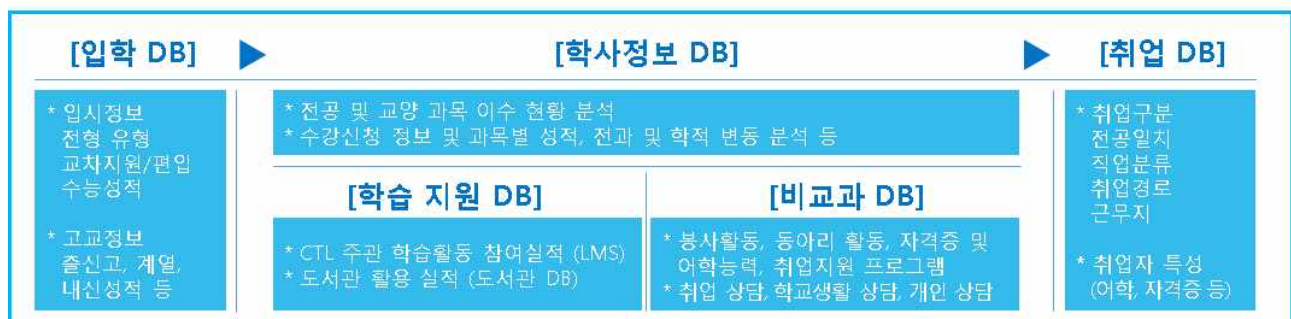 [입학 DB]
* 입시정보
전형 유형
교차지원/편입
수능성적
* 고교정보
출신고, 계열,
내신성적 등
[학사정보 DB]
* 전공 및 교양 과목 이수 현황 분석
* 수강신청 정보 및 과목별 성적, 전과 및 학적 변동 분석 등
[학습 지원 DB]
* CTL 주관 학습활동 참여실적 (LMS)
* 도서관 활용 실적 (도서관 DB)
[비교과 DB]
* 봉사활동, 동아리 활동, 자격증 및
어학능력, 취업지원 프로그램
* 취업 상담, 학교생활 상담, 개인 상담
[취업 DB]
* 취업구분
전공일치
직업분류
취업경로
근무지
* 취업자 특성
(어학, 자격증 등)